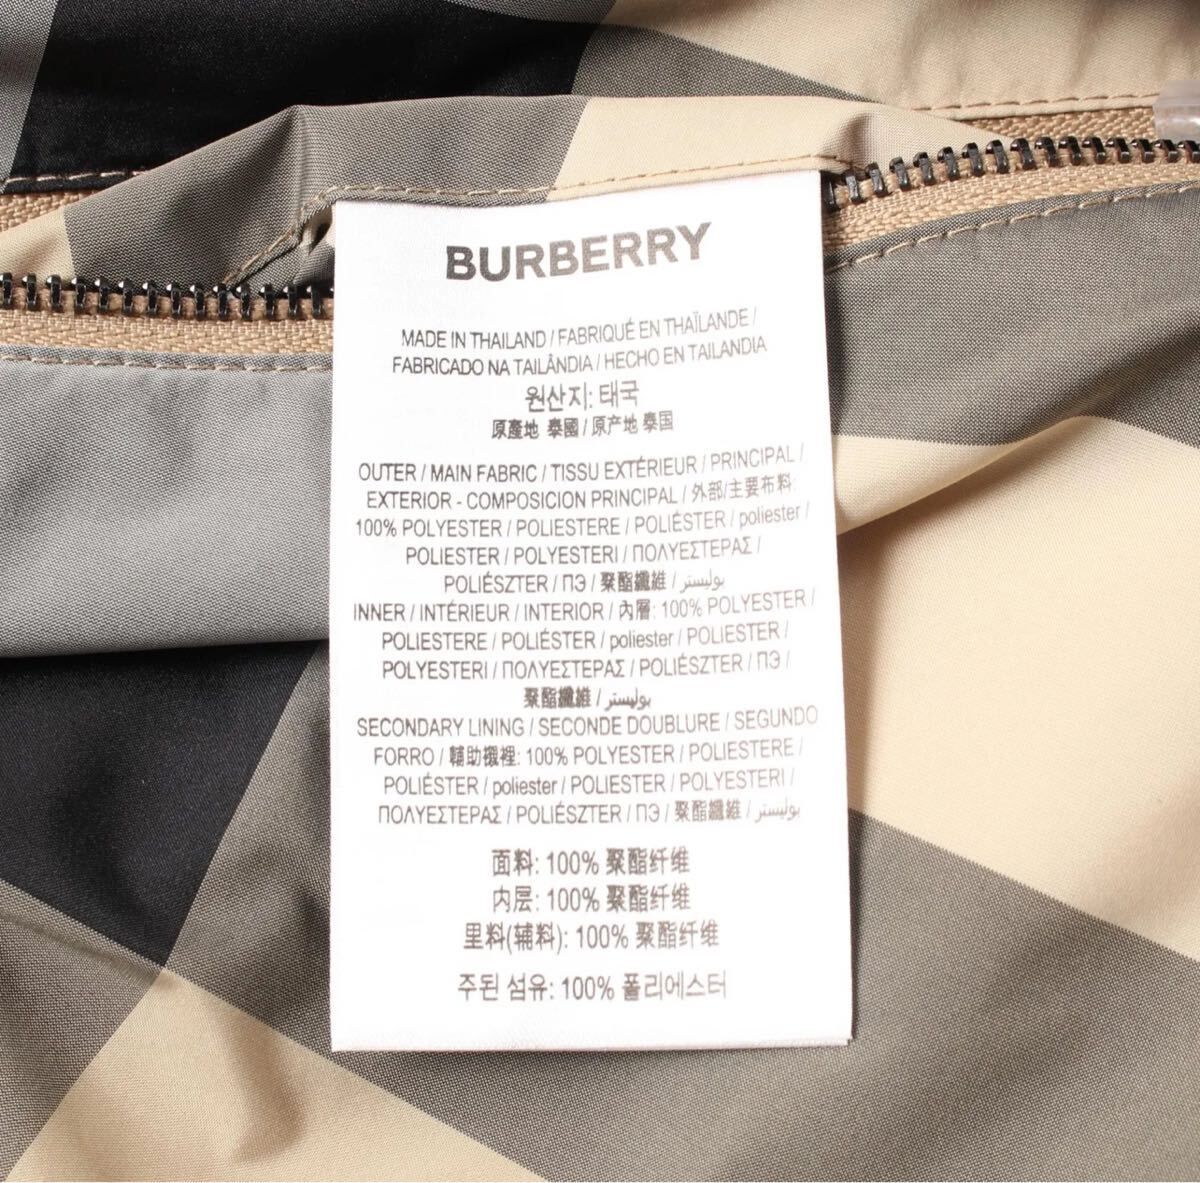 BURBERRY
MADE IN THAILAND / FABRIQUÉ EN THAÏLANDE /
FABRICADO NA TAILÂNDIA / HECHO EN TAILANDIA
원산지: 태국
原產地 泰國 / 原产地 泰国
OUTER / MAIN FABRIC / TISSU EXTÉRIEUR / PRINCIPAL /
EXTERIOR - COMPOSICION PRINCIPAL / 外部/主要布料:
100% POLYESTER / POLIESTERE / POLIÉSTER / poliester /
POLIESTER / POLYESTERI / ΠΟΛΥΕΣΤΕΡΑΣ /
POLIÉSZTER / ПЭ / 聚酯纖維 / بوليستر
INNER / INTÉRIEUR / INTERIOR / 內層: 100% POLYESTER /
POLIESTERE / POLIÉSTER / poliester / POLIESTER /
POLYESTERI / ΠΟΛΥΕΣΤΕΡΑΣ / POLIÉSZTER / ПЭ /
聚酯纖維 / بوليستر
SECONDARY LINING / SECONDE DOUBLURE / SEGUNDO
FORRO / 輔助襯裡: 100% POLYESTER / POLIESTERE /
POLIÉSTER / poliester / POLIESTER / POLYESTERI /
ΠΟΛΥΕΣΤΕΡΑΣ / POLIÉSZTER / ПЭ / 聚酯纖維 / بوليستر
面料: 100% 聚酯纤维
内层: 100% 聚酯纤维
里料(辅料): 100% 聚酯纤维
주된 섬유: 100% 폴리에스터